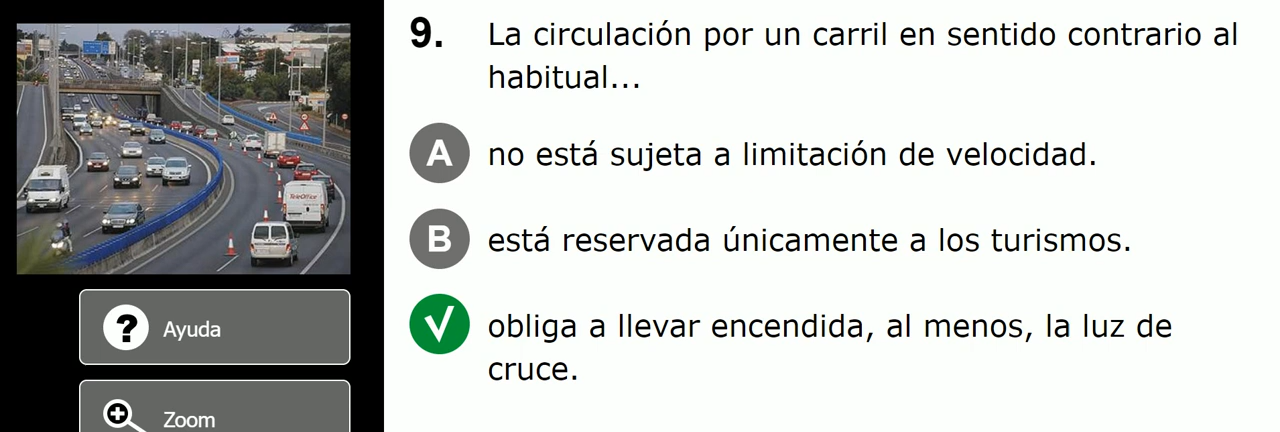 9.
La circulación por un carril en sentido contrario al
habitual...
A
no está sujeta a limitación de velocidad.
B
está reservada únicamente a los turismos.
obliga a llevar encendida, al menos, la luz de
cruce.
TeleOffice
?
Ayuda
Zoom